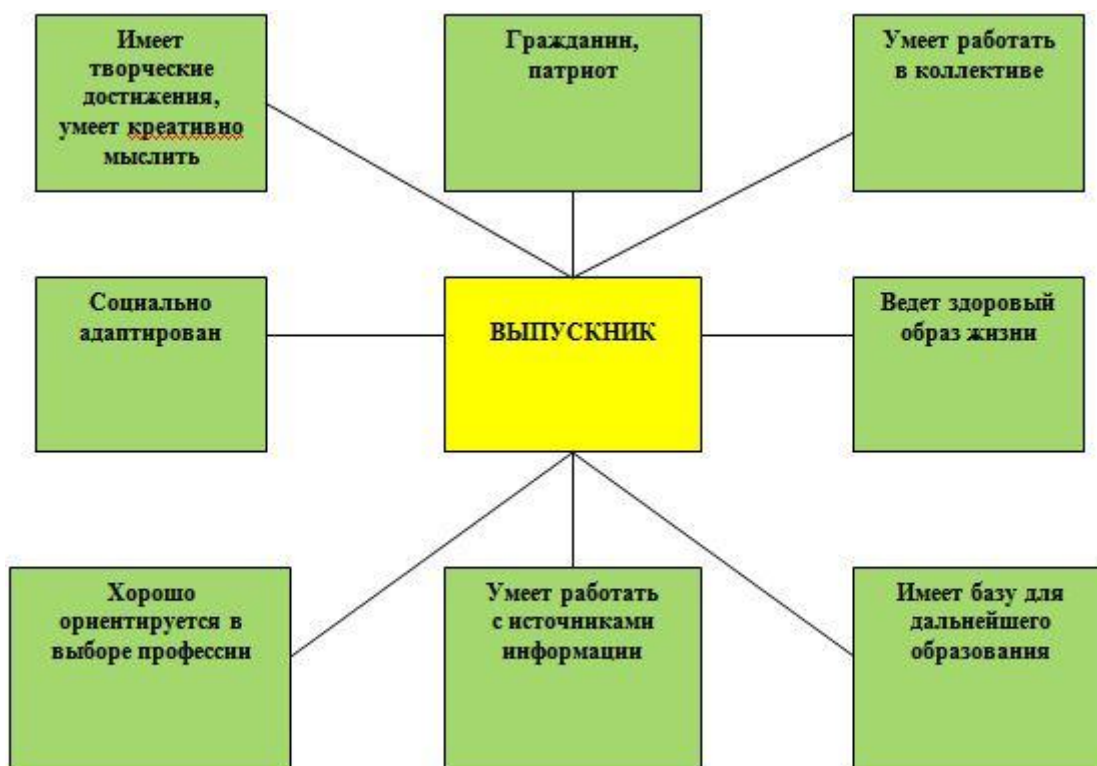 Имеет
творческие
достижения,
умеет креативно
мыслить
Гражданин,
патриот
Умеет работать
в коллективе
Социально
адаптирован
ВЫПУСКНИК
Ведет здоровый
образ жизни
Хорошо
ориентируется в
выборе профессии
Умеет работать
с источниками
информации
Имеет базу для
дальнейшего
образования